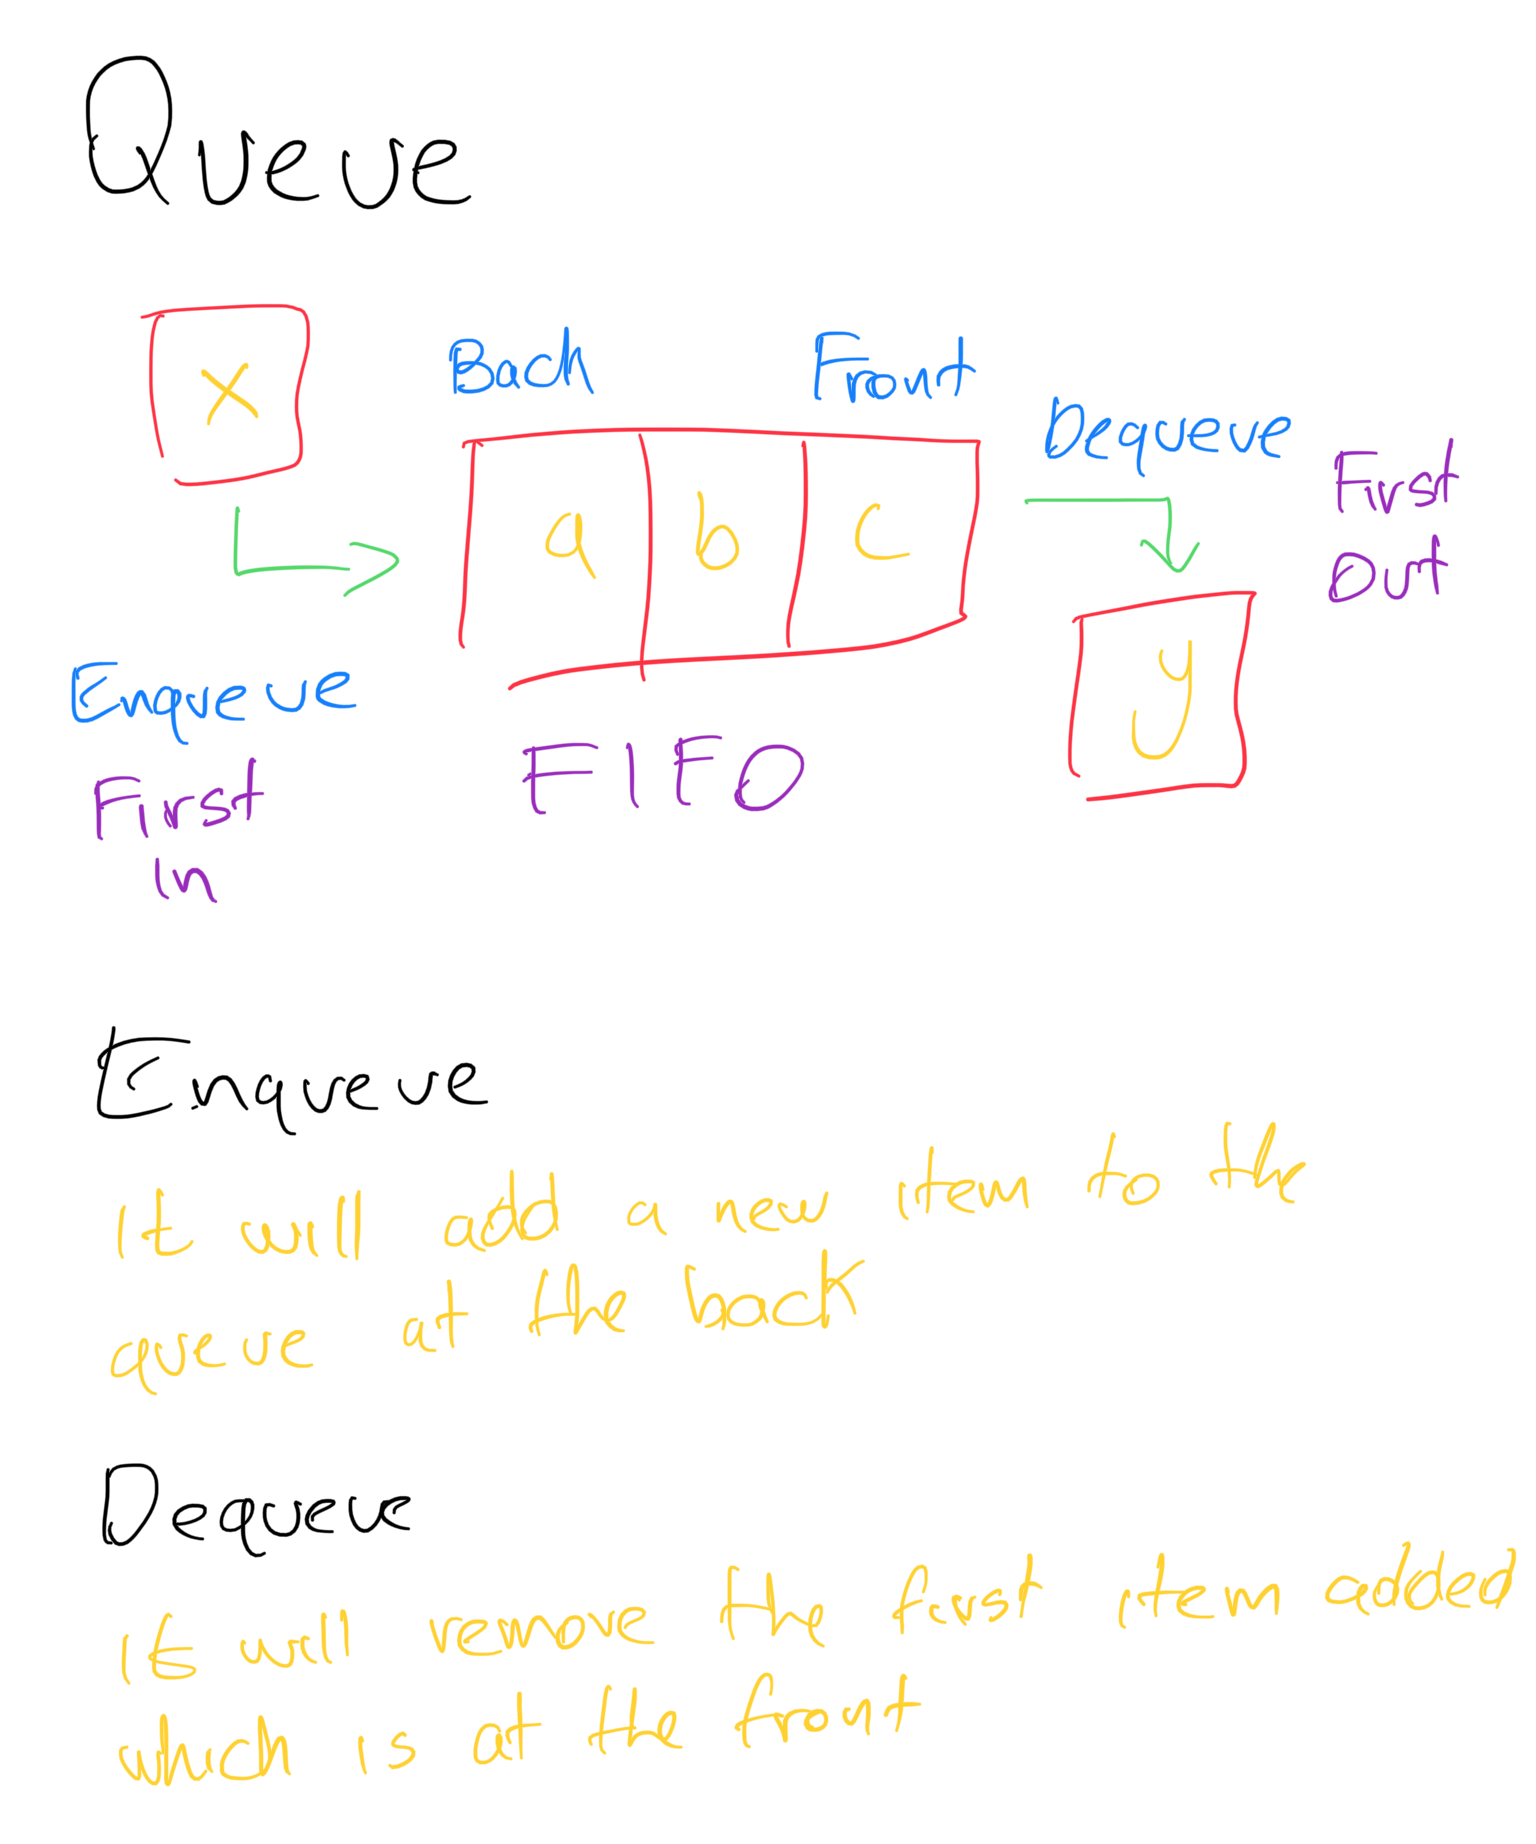 Queue
x
Back
Front
Dequeue
First
Out
a b c
y
Enqueue
First
In
FIFO
Enqueue
It will add a new item to the
queue at the back
Dequeue
It will remove the first item added
which is at the front